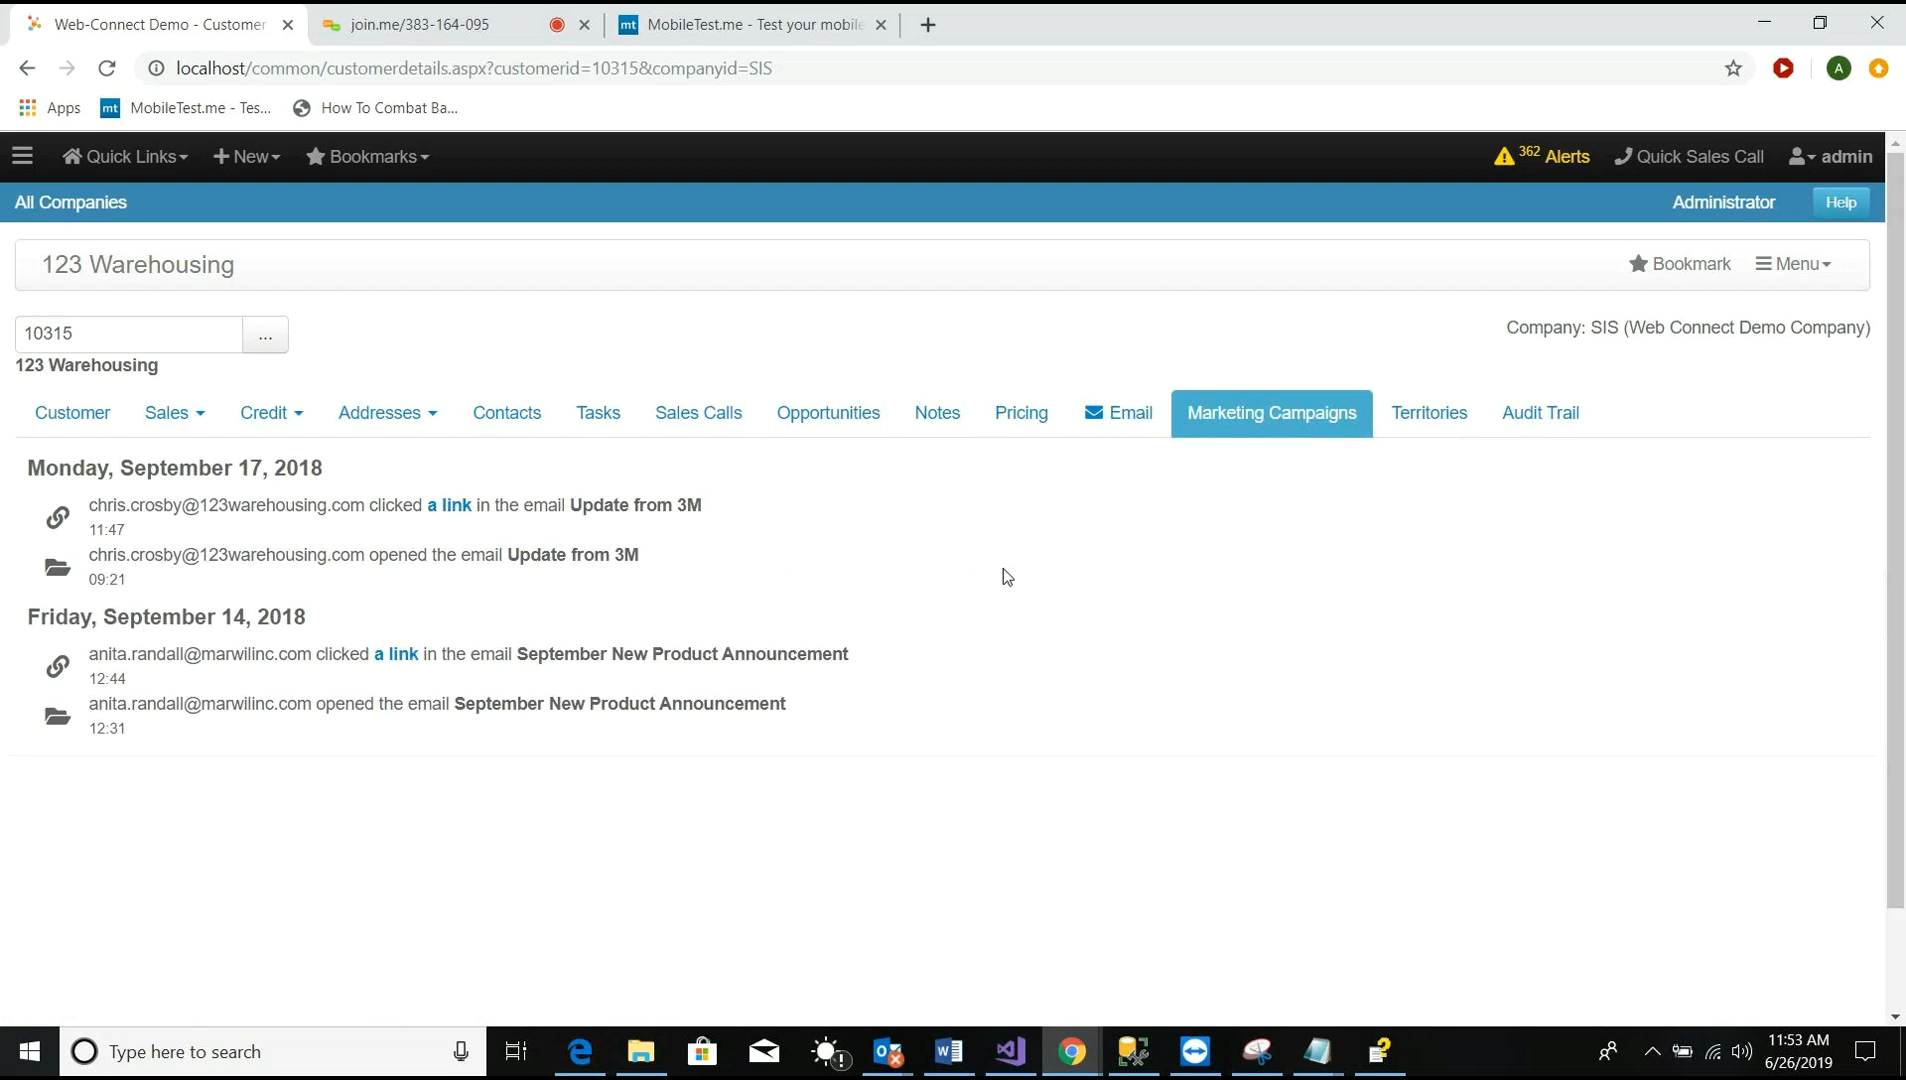 Web-Connect Demo - Customer
join.me/383-164-095
mt MobileTest.me - Test your mobile
localhost/common/customerdetails.aspx?customerid=10315&companyid=SIS
A
Apps
mt MobileTest.me - Tes...
How To Combat Ba...
Quick Links
New
Bookmarks
362 Alerts
Quick Sales Call
admin
All Companies
Administrator
Help
123 Warehousing
Bookmark
Menu
10315
...
Company: SIS (Web Connect Demo Company)
123 Warehousing
Customer
Sales
Credit
Addresses
Contacts
Tasks
Sales Calls
Opportunities
Notes
Pricing
Email
Marketing Campaigns
Territories
Audit Trail
Monday, September 17, 2018
chris.crosby@123warehousing.com clicked a link in the email Update from 3M
11:47
chris.crosby@123warehousing.com opened the email Update from 3M
09:21
Friday, September 14, 2018
anita.randall@marwilinc.com clicked a link in the email September New Product Announcement
12:44
anita.randall@marwilinc.com opened the email September New Product Announcement
12:31
Type here to search
11:53 AM
6/26/2019